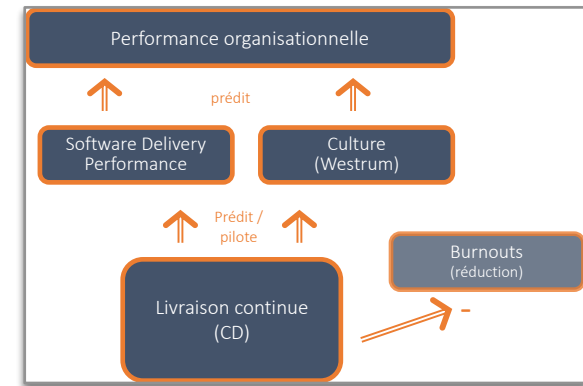 Performance organisationnelle
prédit
Software Delivery
Performance
Culture
(Westrum)
Prédit /
pilote
Burnouts
(réduction)
Livraison continue
(CD)
-